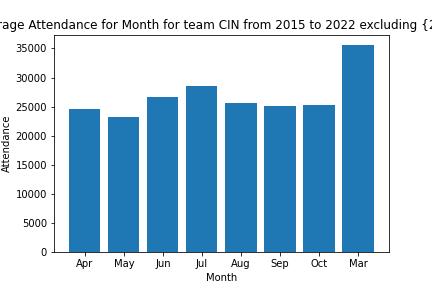 rage Attendance for Month for team CIN from 2015 to 2022 excluding {2
35000
30000
25000
20000
15000
10000
5000
0
Attendance
Apr May Jun Jul Aug Sep Oct Mar
Month